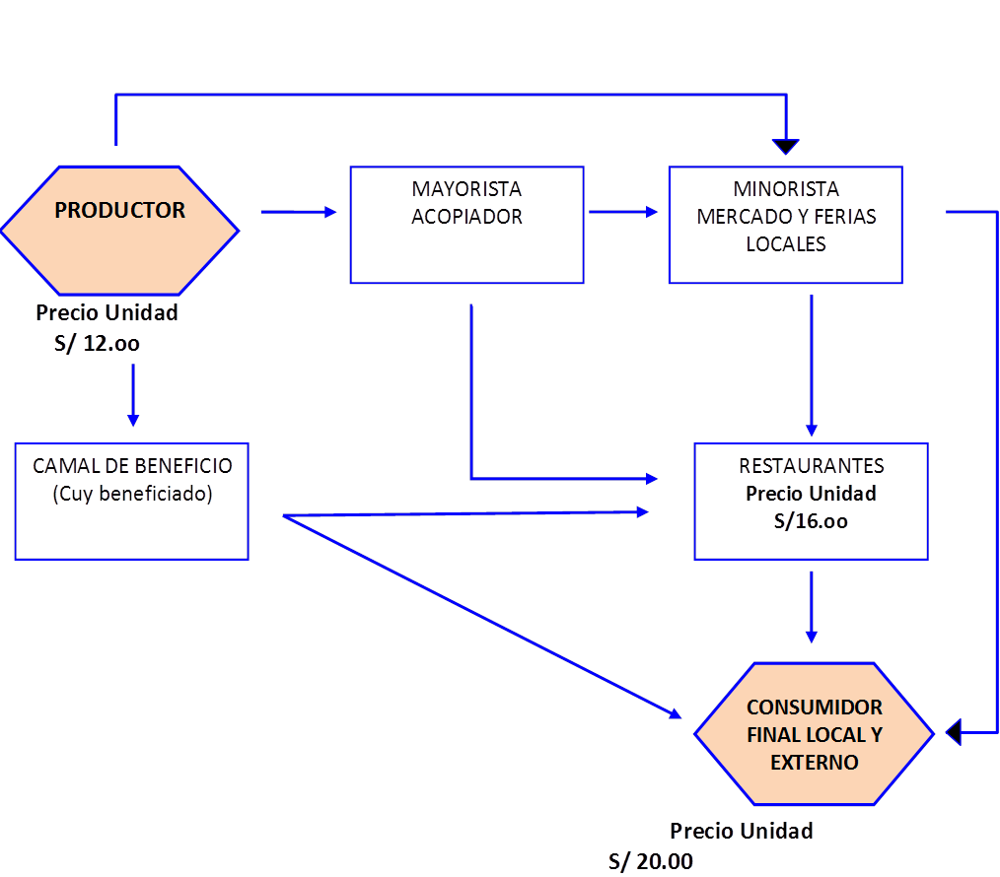 PRODUCTOR
Precio Unidad
S/ 12.oo
MAYORISTA
ACOPIADOR
MINORISTA
MERCADO Y FERIAS
LOCALES
CAMAL DE BENEFICIO
(Cuy beneficiado)
RESTAURANTES
Precio Unidad
S/16.oo
CONSUMIDOR
FINAL LOCAL Y
EXTERNO
Precio Unidad
S/ 20.00